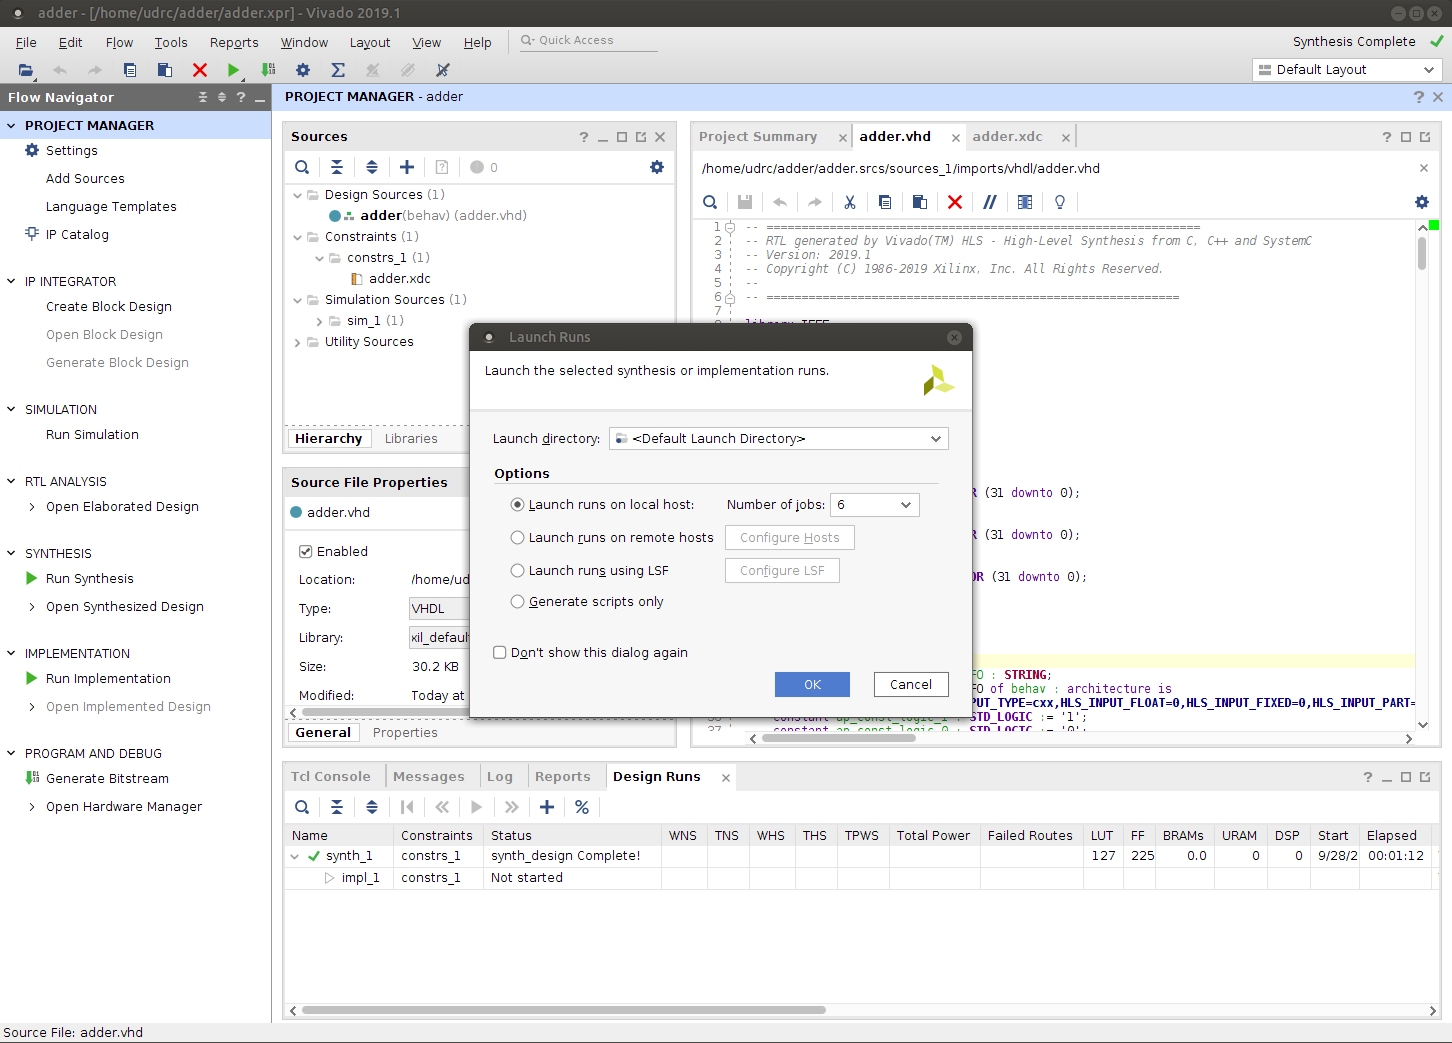 adder - [/home/udrc/adder/adder.xpr] - Vivado 2019.1
File Edit Flow Tools Reports Window Layout View Help Quick Access
Synthesis Complete
Default Layout
Flow Navigator
PROJECT MANAGER
Settings
Add Sources
Language Templates
IP Catalog
IP INTEGRATOR
Create Block Design
Open Block Design
Generate Block Design
SIMULATION
Run Simulation
RTL ANALYSIS
Open Elaborated Design
SYNTHESIS
Run Synthesis
Open Synthesized Design
IMPLEMENTATION
Run Implementation
Open Implemented Design
PROGRAM AND DEBUG
Generate Bitstream
Open Hardware Manager
PROJECT MANAGER - adder
Sources
0
Design Sources (1)
adder(behav) (adder.vhd)
Constraints (1)
constrs_1 (1)
adder.xdc
Simulation Sources (1)
sim_1 (1)
Utility Sources
Hierarchy Libraries
Source File Properties
adder.vhd
Enabled
Location: /home/ud
Type: VHDL
Library: xil_defaul
Size: 30.2 KB
Modified: Today at
General Properties
Project Summary adder.vhd adder.xdc
/home/udrc/adder/adder.srcs/sources_1/imports/vhdl/adder.vhd
1 -- ==============================================================
2 -- RTL generated by Vivado(TM) HLS - High-Level Synthesis from C, C++ and SystemC
3 -- Version: 2019.1
4 -- Copyright (C) 1986-2019 Xilinx, Inc. All Rights Reserved.
5 --
6 -- ===========================================================
7
library IEEE
R (31 downto 0);
R (31 downto 0);
OR (31 downto 0);
FO : STRING;
FO of behav : architecture is
PUT_TYPE=cxx,HLS_INPUT_FLOAT=0,HLS_INPUT_FIXED=0,HLS_INPUT_PART=
36 constant ap_const_logic_1 : STD_LOGIC := '1';
37 constant ap_const_logic_0 : STD_LOGIC := '0';
Launch Runs
Launch the selected synthesis or implementation runs.
Launch directory: <Default Launch Directory>
Options
Launch runs on local host: Number of jobs: 6
Launch runs on remote hosts Configure Hosts
Launch runs using LSF Configure LSF
Generate scripts only
Don't show this dialog again
OK Cancel
Tcl Console Messages Log Reports Design Runs
Name Constraints Status WNS TNS WHS THS TPWS Total Power Failed Routes LUT FF BRAMs URAM DSP Start Elapsed
synth_1 constrs_1 synth_design Complete! 127 225 0.0 0 0 9/28/2 00:01:12
impl_1 constrs_1 Not started
Source File: adder.vhd